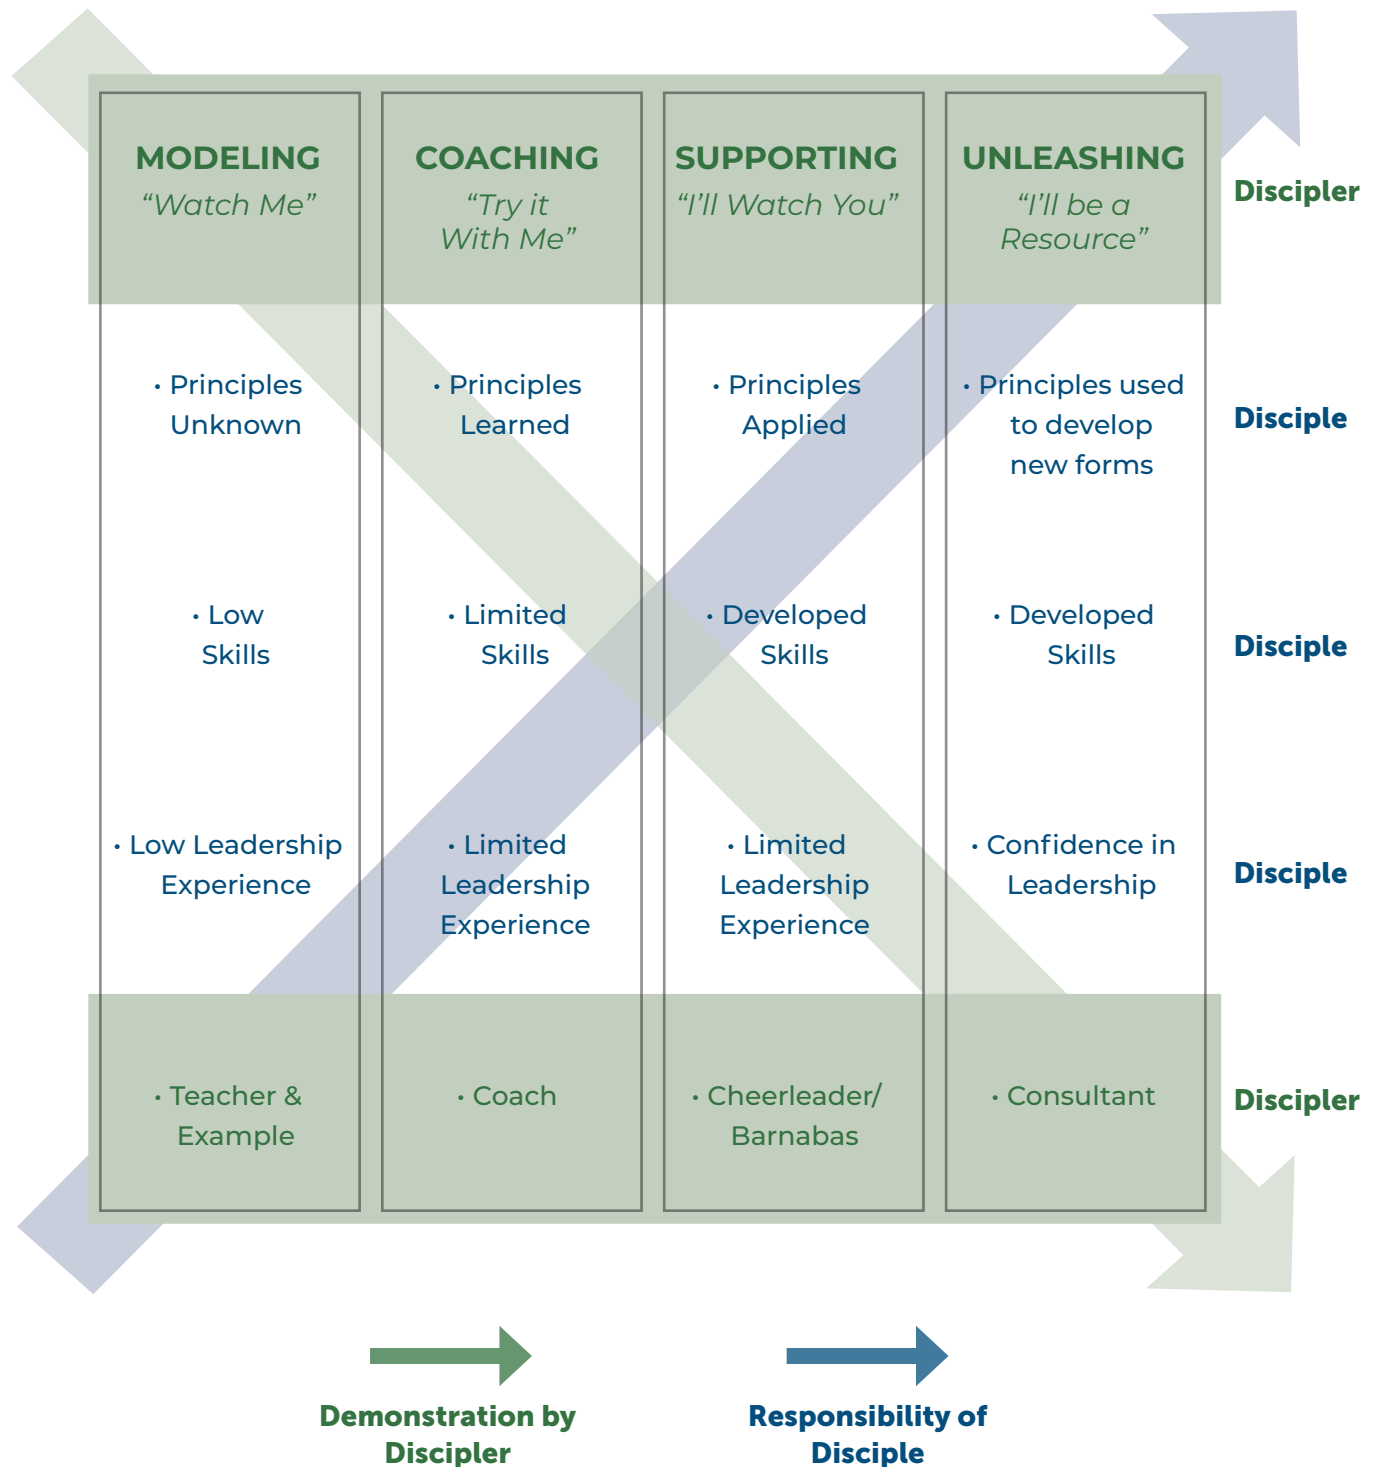 MODELING
“Watch Me”
COACHING
“Try it
With Me”
SUPPORTING
“I’ll Watch You”
UNLEASHING
“I’ll be a
Resource”
Discipler
• Principles
Unknown
• Principles
Learned
• Principles
Applied
• Principles used
to develop
new forms
Disciple
• Low
Skills
• Limited
Skills
• Developed
Skills
• Developed
Skills
Disciple
• Low Leadership
Experience
• Limited
Leadership
Experience
• Limited
Leadership
Experience
• Confidence in
Leadership
Disciple
• Teacher &
Example
• Coach
• Cheerleader/
Barnabas
• Consultant
Discipler
Demonstration by
Discipler
Responsibility of
Disciple